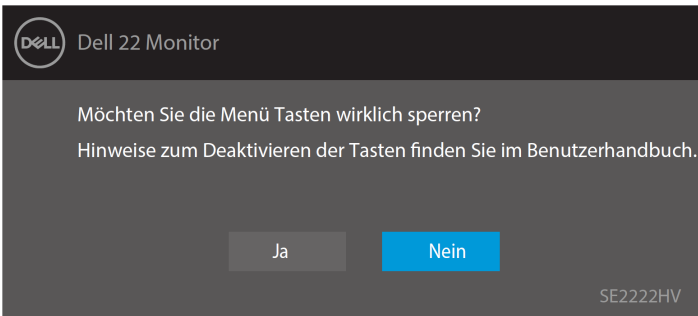 DELL
Dell 22 Monitor
Möchten Sie die Menü Tasten wirklich sperren?
Hinweise zum Deaktivieren der Tasten finden Sie im Benutzerhandbuch.
Ja
Nein
SE2222HV